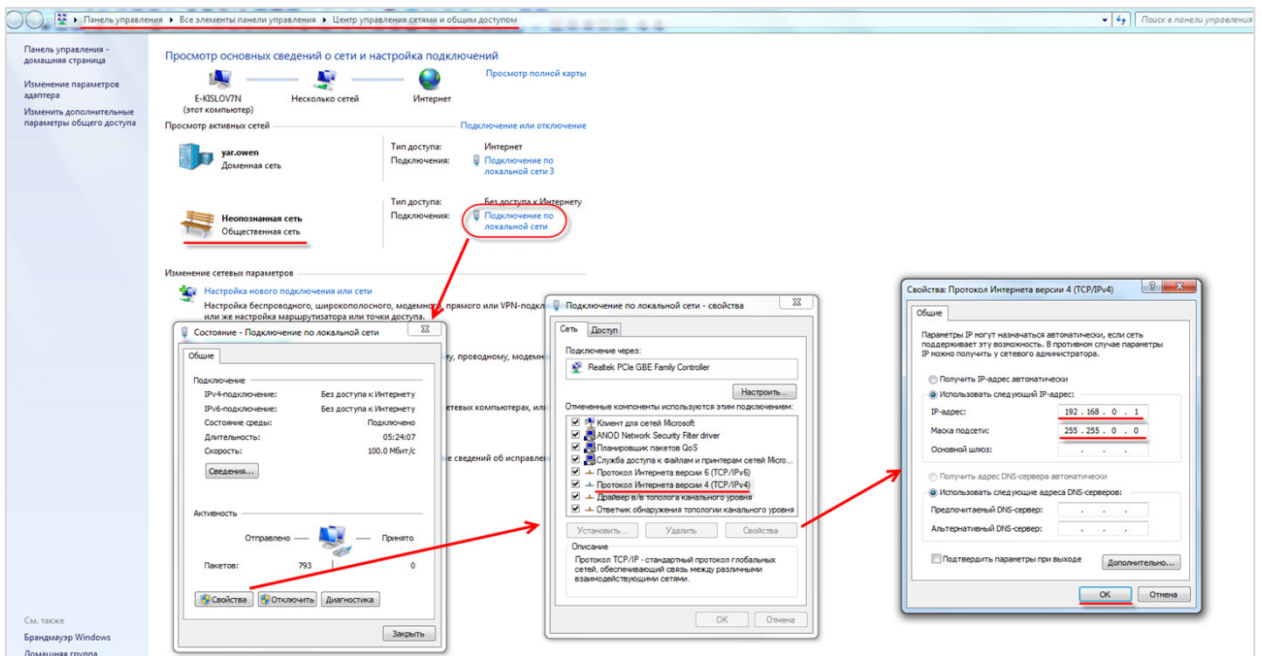 Панель управления ▸ Все элементы панели управления ▸ Центр управления сетями и общим доступом
Поиск в панели управления
Панель управления -
домашняя страница
Изменение параметров
адаптера
Изменить дополнительные
параметры общего доступа
См. также
Брандмауэр Windows
Домашняя группа
Просмотр основных сведений о сети и настройка подключений
Просмотр полной карты
E-KISLOV7N
(этот компьютер)
Несколько сетей
Интернет
Просмотр активных сетей
Подключение или отключение
yar.owen
Доменная сеть
Тип доступа: Интернет
Подключения: Подключение по
локальной сети 3
Неопознанная сеть
Общественная сеть
Тип доступа: Без доступа к Интернету
Подключения: Подключение по
локальной сети
Изменение сетевых параметров
Настройка нового подключения или сети
Настройка беспроводного, широкополосного, модемного, прямого или VPN-подкл
или же настройка маршрутизатора или точки доступа.
му, проводному, модемн
етевых компьютерах, или
е сведений об исправлен
Состояние - Подключение по локальной сети
Общие
Подключение
IPv4-подключение: Без доступа к Интернету
IPv6-подключение: Без доступа к Интернету
Состояние среды: Подключено
Длительность: 05:24:07
Скорость: 100.0 Мбит/с
Сведения...
Активность
Отправлено — Принято
Пакетов: 793 0
Свойства Отключить Диагностика
Закрыть
Подключение по локальной сети - свойства
Сеть Доступ
Подключение через:
Realtek PCIe GBE Family Controller
Настроить...
Отмеченные компоненты используются этим подключением:
Клиент для сетей Microsoft
ANOD Network Security Filter driver
Планировщик пакетов QoS
Служба доступа к файлам и принтерам сетей Micro...
Протокол Интернета версии 6 (TCP/IPv6)
Протокол Интернета версии 4 (TCP/IPv4)
Драйвер в/в тополога канального уровня
Ответчик обнаружения топологии канального уровня
Установить... Удалить Свойства
Описание
Протокол TCP/IP - стандартный протокол глобальных
сетей, обеспечивающий связь между различными
взаимодействующими сетями.
OK Отмена
Свойства: Протокол Интернета версии 4 (TCP/IPv4)
Общие
Параметры IP могут назначаться автоматически, если сеть
поддерживает эту возможность. В противном случае параметры
IP можно получить у сетевого администратора.
Получить IP-адрес автоматически
Использовать следующий IP-адрес:
IP-адрес: 192 . 168 . 0 . 1
Маска подсети: 255 . 255 . 0 . 0
Основной шлюз: . . .
Получить адрес DNS-сервера автоматически
Использовать следующие адреса DNS-серверов:
Предпочитаемый DNS-сервер: . . .
Альтернативный DNS-сервер: . . .
Подтвердить параметры при выходе
Дополнительно...
OK Отмена